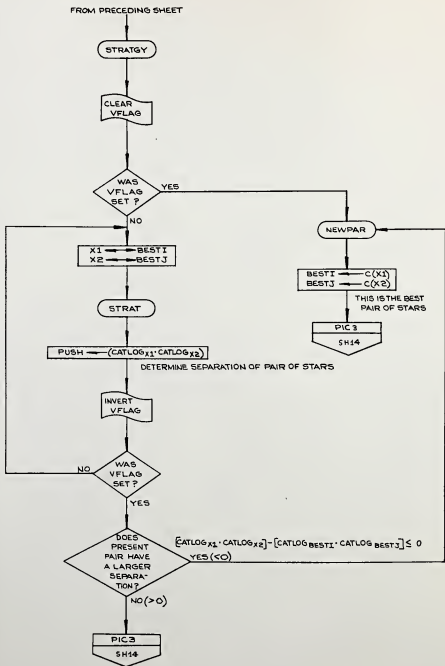 FROM PRECEDING SHEET
STRATGY
CLEAR
VFLAG
WAS
VFLAG
SET ?
YES
NO
NEWPAR
X1 ↔ BESTI
X2 ↔ BESTJ
BESTI ← C(X1)
BESTJ ← C(X2)
THIS IS THE BEST
PAIR OF STARS
PIC3
SH14
STRAT
PUSH ← (CATLOGX1 · CATLOGX2)
DETERMINE SEPARATION OF PAIR OF STARS
INVERT
VFLAG
WAS
VFLAG
SET ?
NO
YES
DOES
PRESENT
PAIR HAVE
A LARGER
SEPARA-
TION?
[CATLOGX1 · CATLOGX2]-[CATLOGBESTI · CATLOGBESTJ] ≤ 0
YES(<0)
NO(>0)
PIC3
SH14